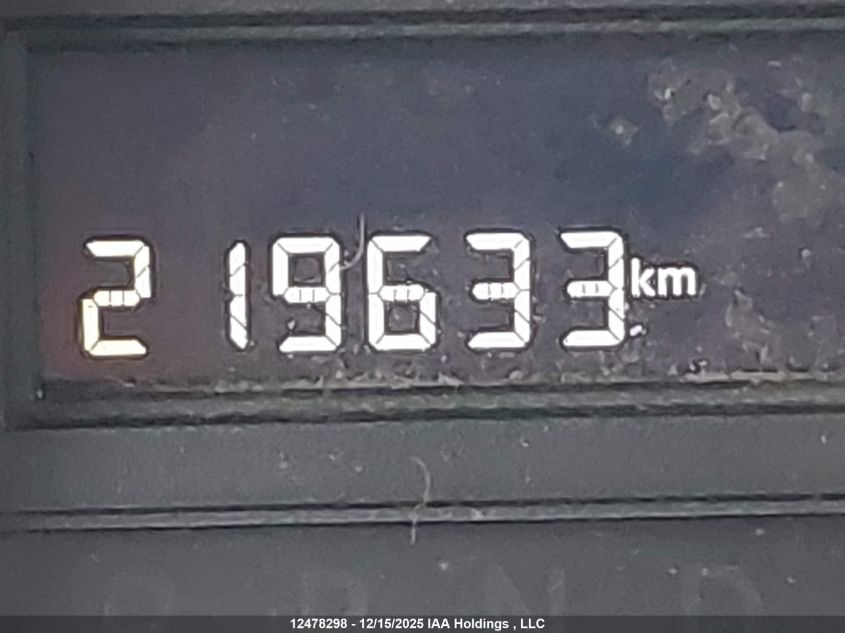 219633 km
P R N D
12478298 - 12/15/2025 IAA Holdings , LLC